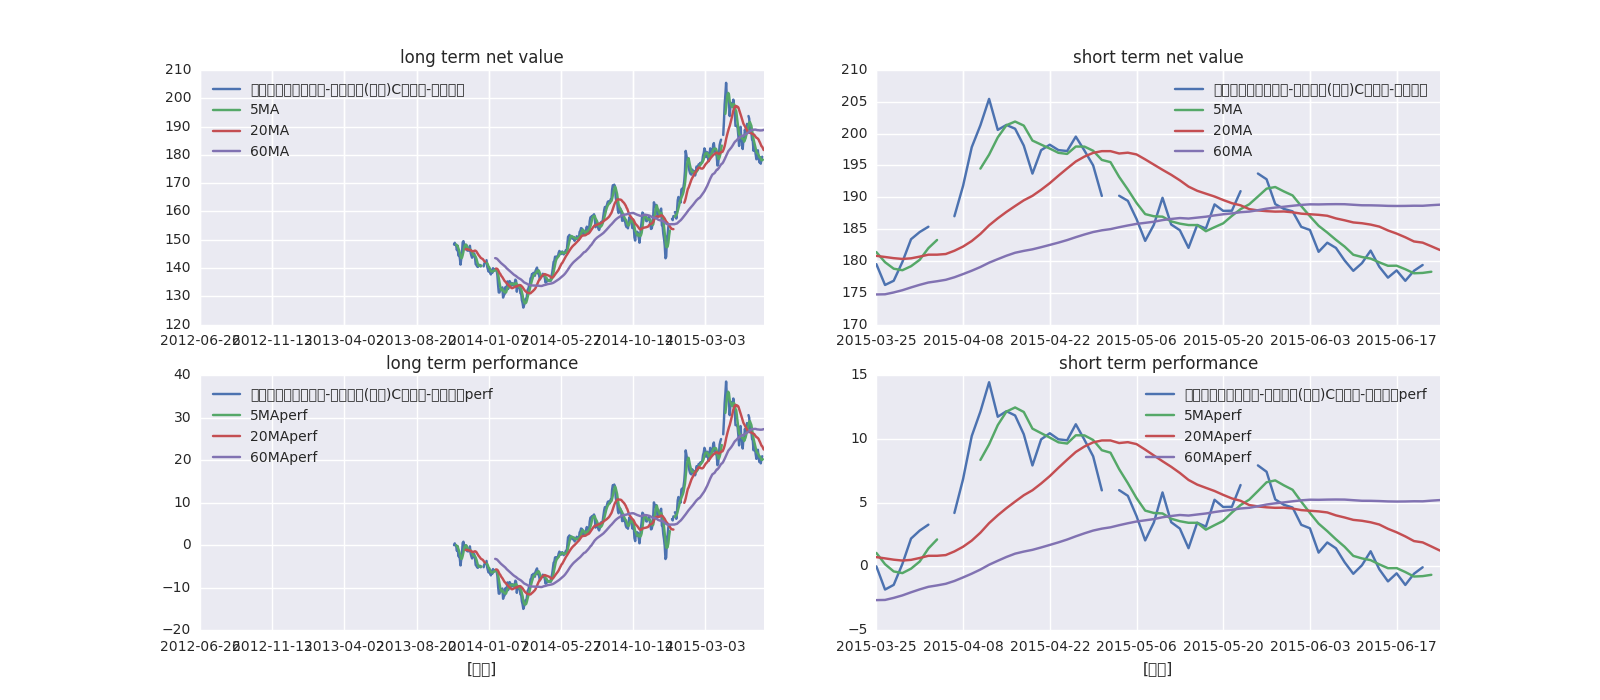 long term net value
210
200
190
180
170
160
150
140
130
120
5MA
20MA
60MA
2012-06-26 2012-11-13 2013-04-02 2013-08-20 2014-01-07 2014-05-27 2014-10-14 2015-03-03
short term net value
210
205
200
195
190
185
180
175
170
5MA
20MA
60MA
2015-03-25 2015-04-08 2015-04-22 2015-05-06 2015-05-20 2015-06-03 2015-06-17
long term performance
40
30
20
10
0
−10
−20
perf
5MAperf
20MAperf
60MAperf
2012-06-26 2012-11-13 2013-04-02 2013-08-20 2014-01-07 2014-05-27 2014-10-14 2015-03-03
short term performance
15
10
5
0
−5
perf
5MAperf
20MAperf
60MAperf
2015-03-25 2015-04-08 2015-04-22 2015-05-06 2015-05-20 2015-06-03 2015-06-17